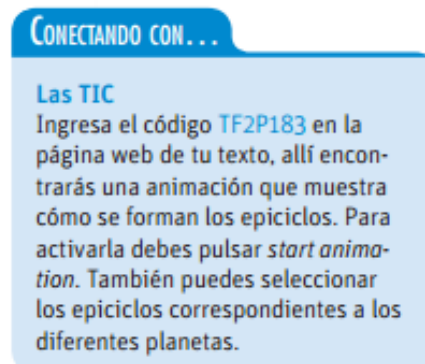 CONECTANDO CON...
Las TIC
Ingresa el código TF2P183 en la
página web de tu texto, allí encon-
trarás una animación que muestra
cómo se forman los epiciclos. Para
activarla debes pulsar start anima-
tion. También puedes seleccionar
los epiciclos correspondientes a los
diferentes planetas.